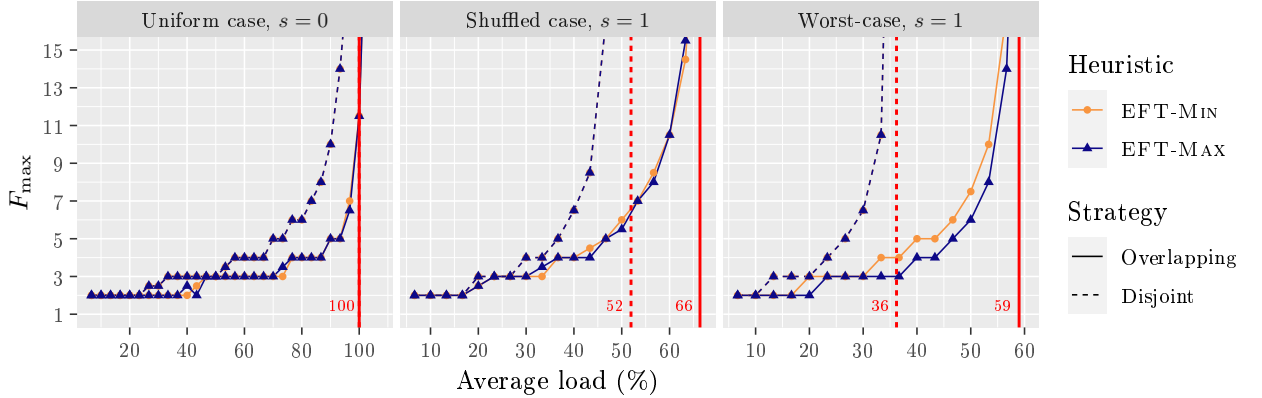 Uniform case, s = 0
Shuffled case, s = 1
Worst-case, s = 1
F_max
15
13
11
9
7
5
3
1
100
52
66
36
59
20 40 60 80 100
10 20 30 40 50 60
10 20 30 40 50 60
Average load (%)
Heuristic
EFT-MIN
EFT-MAX
Strategy
Overlapping
Disjoint